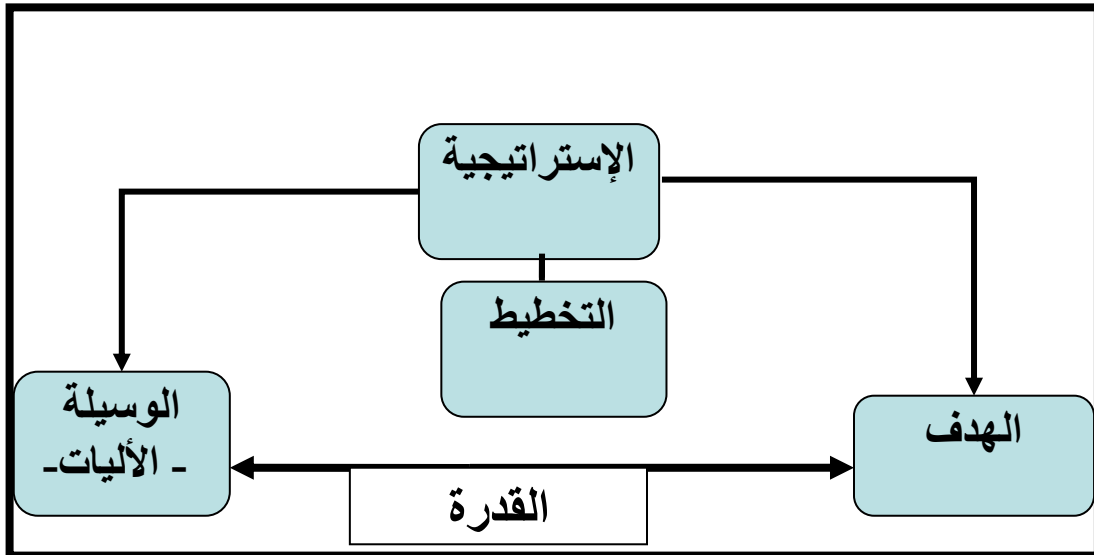 الإستراتيجية
التخطيط
الهدف
الوسيلة
- الأليات-
القدرة